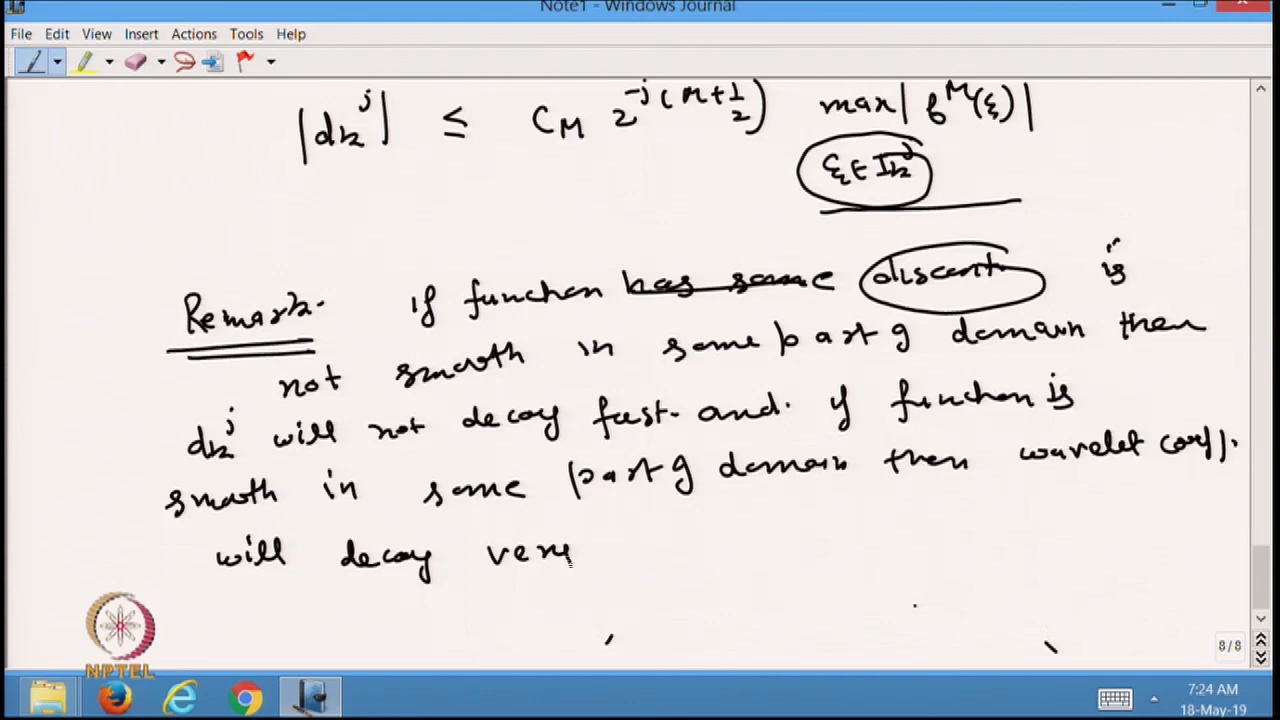 Note1 - Windows Journal
File Edit View Insert Actions Tools Help
|dk^j| ≤ C_M 2^{-j(M+1/2)} max|f^M(ξ)|
ξ∈I_k^j
Remark. if function has some discont. is
not smooth in some part of domain then
dk^j will not decay fast. and. if function is
smooth in some part of domain then wavelet coeff.
will decay very
8/8
NPTEL
7:24 AM
18-May-19